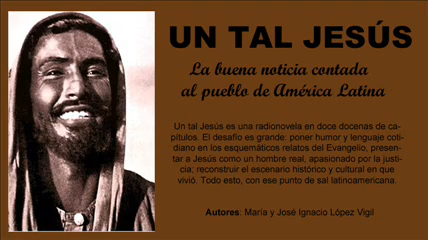 UN TAL JESÚS
La buena noticia contada
al pueblo de América Latina
Un tal Jesús es una radionovela en doce docenas de ca-
pítulos. El desafío es grande: poner humor y lenguaje coti-
diano en los esquemáticos relatos del Evangelio, presen-
tar a Jesús como un hombre real, apasionado por la justi-
cia; reconstruir el escenario histórico y cultural en que
vivió. Todo esto, con ese punto de sal latinoamericana.
Autores: María y José Ignacio López Vigil